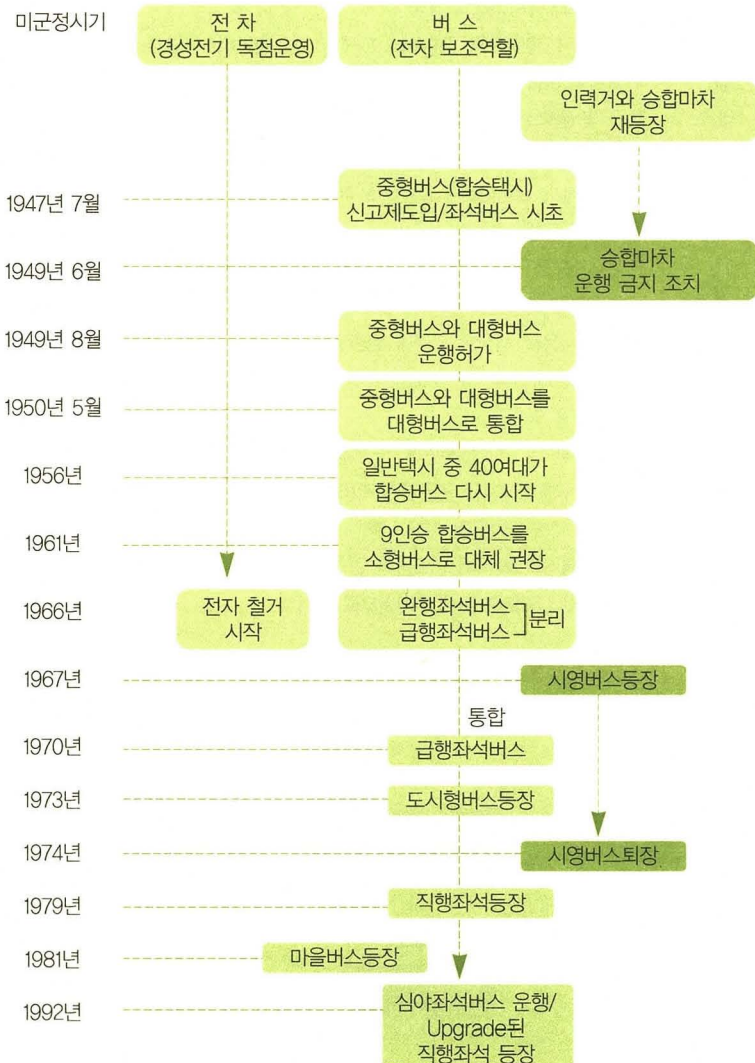 미군정시기
전 차
(경성전기 독점운영)
버 스
(전차 보조역할)
인력거와 승합마차
재등장
1947년 7월
중형버스(합승택시)
신고제도입/좌석버스 시초
1949년 6월
승합마차
운행 금지 조치
1949년 8월
중형버스와 대형버스
운행허가
1950년 5월
중형버스와 대형버스를
대형버스로 통합
1956년
일반택시 중 40여대가
합승버스 다시 시작
1961년
9인승 합승버스를
소형버스로 대체 권장
1966년
전자 철거
시작
완행좌석버스
급행좌석버스
분리
1967년
시영버스등장
통합
1970년
급행좌석버스
1973년
도시형버스등장
1974년
시영버스퇴장
1979년
직행좌석등장
1981년
마을버스등장
1992년
심야좌석버스 운행/
Upgrade된
직행좌석 등장